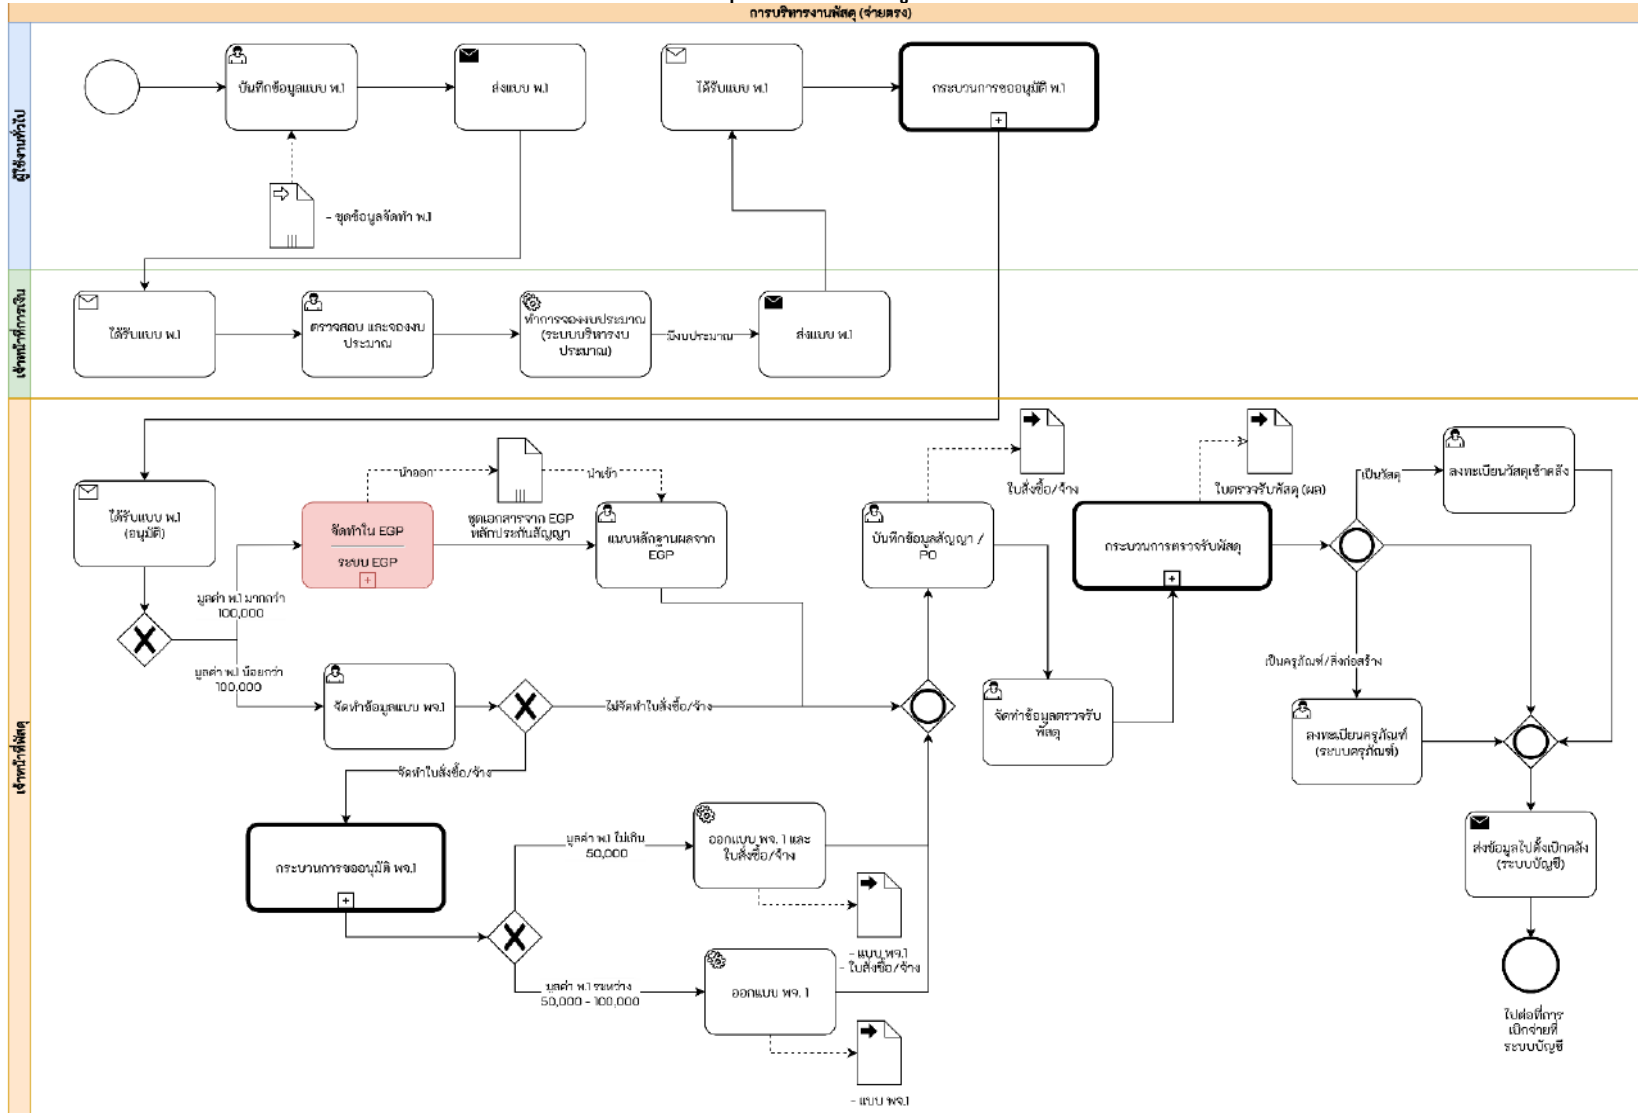 การบริหารงานพัสดุ (จ่ายตรง)
ผู้ใช้งานทั่วไป
บันทึกข้อมูลแบบ พ.1
ส่งแบบ พ.1
ได้รับแบบ พ.1
กระบวนการขออนุมัติ พ.1
- ชุดข้อมูลจัดทำ พ.1
เจ้าหน้าที่การเงิน
ได้รับแบบ พ.1
ตรวจสอบ และจองงบ
ประมาณ
ทำการจองงบประมาณ
(ระบบบริหารงบ
ประมาณ)
มีงบประมาณ
ส่งแบบ พ.1
เจ้าหน้าที่พัสดุ
ได้รับแบบ พ.1
(อนุมัติ)
มูลค่า พ.1 มากกว่า
100,000
มูลค่า พ.1 น้อยกว่า
100,000
จัดทำใน EGP
ระบบ EGP
นำออก
นำเข้า
ชุดเอกสารจาก EGP
หลักประกันสัญญา
แนบหลักฐานผลจาก
EGP
จัดทำข้อมูลแบบ พจ.1
ไม่จัดทำใบสั่งซื้อ/จ้าง
จัดทำใบสั่งซื้อ/จ้าง
กระบวนการขออนุมัติ พจ.1
มูลค่า พ.1 ไม่เกิน
50,000
ออกแบบ พจ. 1 และ
ใบสั่งซื้อ/จ้าง
- แบบ พจ.1
- ใบสั่งซื้อ/จ้าง
มูลค่า พ.1 ระหว่าง
50,000 - 100,000
ออกแบบ พจ. 1
- แบบ พจ.1
บันทึกข้อมูลสัญญา /
PO
ใบสั่งซื้อ/จ้าง
จัดทำข้อมูลตรวจรับ
พัสดุ
กระบวนการตรวจรับพัสดุ
ใบตรวจรับพัสดุ (ผล)
เป็นวัสดุ
ลงทะเบียนวัสดุเข้าคลัง
เป็นครุภัณฑ์/สิ่งก่อสร้าง
ลงทะเบียนครุภัณฑ์
(ระบบครุภัณฑ์)
ส่งข้อมูลไปตั้งเบิกคลัง
(ระบบบัญชี)
ไปต่อที่การ
เบิกจ่ายที่
ระบบบัญชี